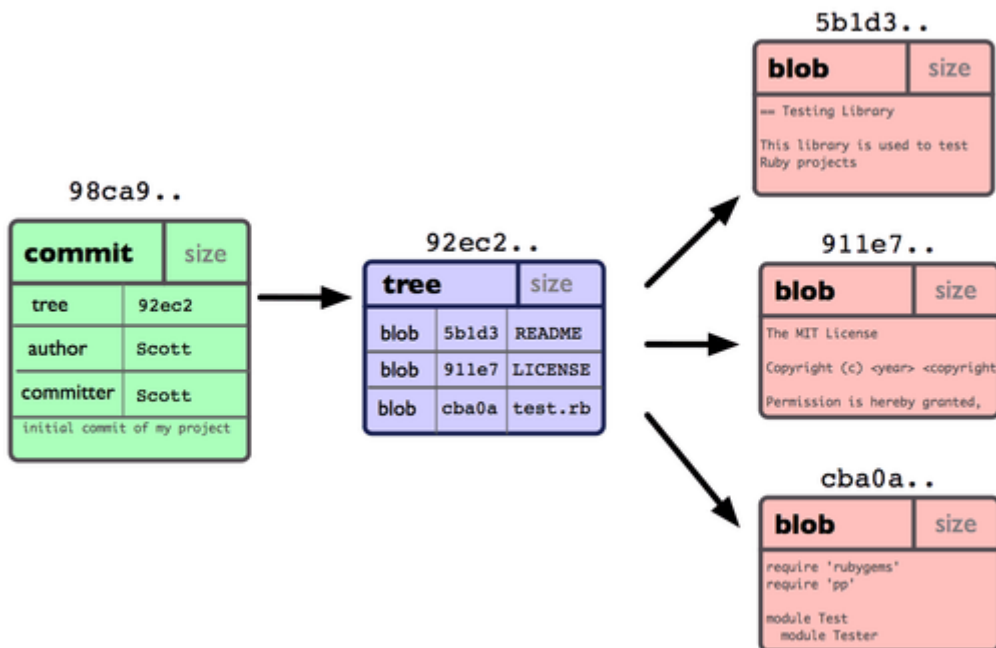 98ca9..
commit size
tree 92ec2
author Scott
committer Scott
initial commit of my project
92ec2..
tree size
blob 5b1d3 README
blob 911e7 LICENSE
blob cba0a test.rb
5b1d3..
blob size
== Testing Library
This library is used to test
Ruby projects
911e7..
blob size
The MIT License
Copyright (c) <year> <copyright
Permission is hereby granted,
cba0a..
blob size
require 'rubygems'
require 'pp'
module Test
module Tester